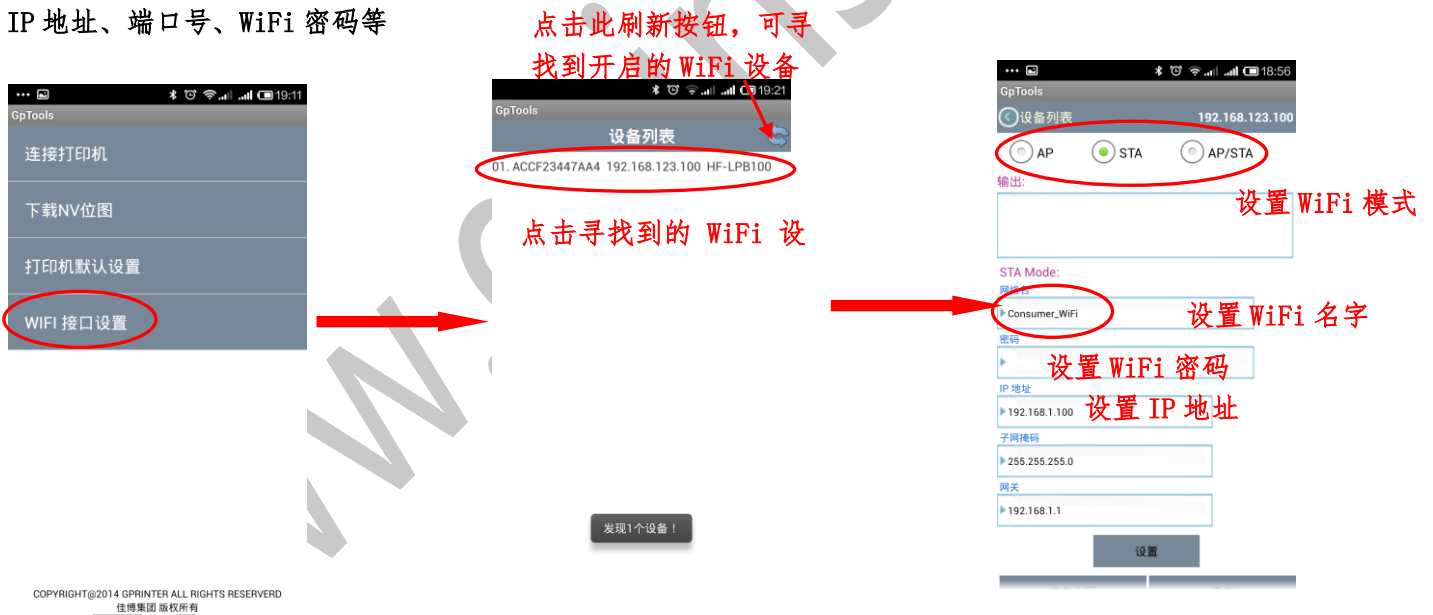 IP 地址、端口号、WiFi 密码等
19:11
GpTools
连接打印机
下载NV位图
打印机默认设置
WIFI 接口设置
COPYRIGHT@2014 GPRINTER ALL RIGHTS RESERVERD
佳博集团 版权所有
点击此刷新按钮，可寻
找到开启的 WiFi 设备
19:21
GpTools
设备列表
01. ACCF23447AA4 192.168.123.100 HF-LPB100
点击寻找到的 WiFi 设
发现1个设备！
18:56
GpTools
设备列表 192.168.123.100
AP STA AP/STA
输出:
设置 WiFi 模式
STA Mode:
网络名
Consumer_WiFi
设置 WiFi 名字
密码
设置 WiFi 密码
IP 地址
192.168.1.100
设置 IP 地址
子网掩码
255.255.255.0
网关
192.168.1.1
设置